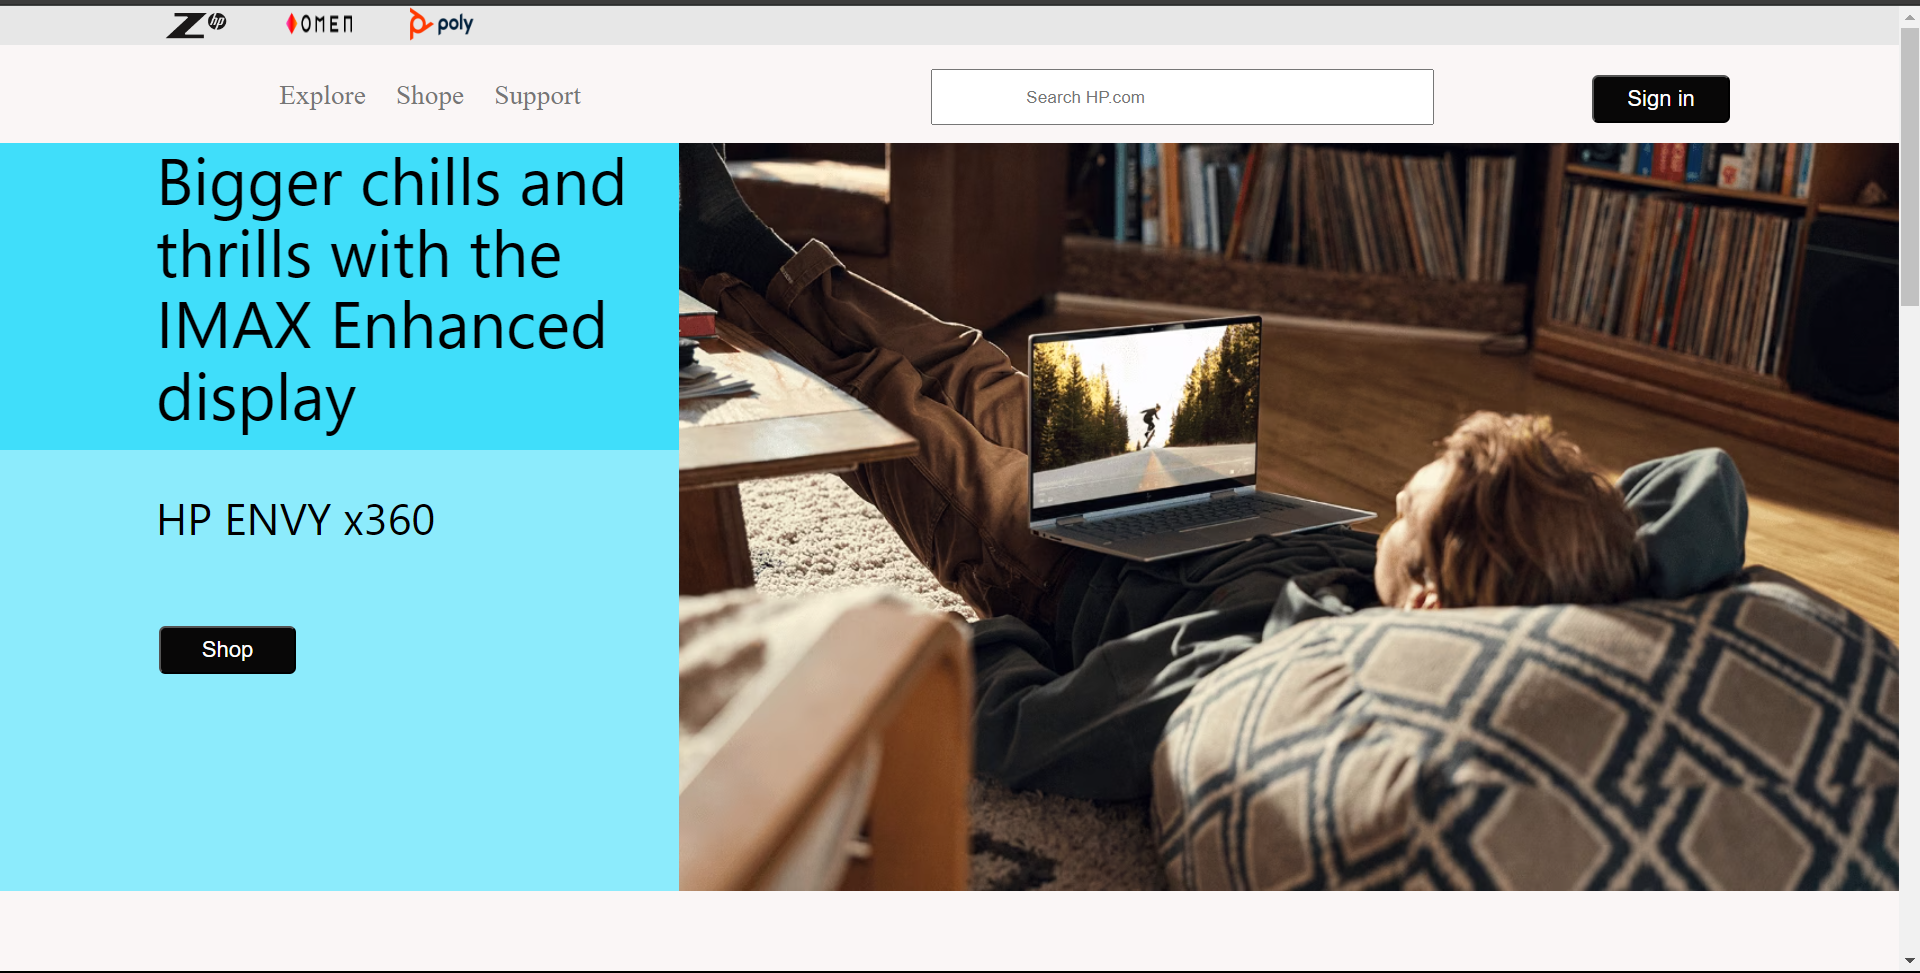 Z hp OMEN poly
Explore Shope Support Search HP.com Sign in
Bigger chills and
thrills with the
IMAX Enhanced
display
HP ENVY x360
Shop